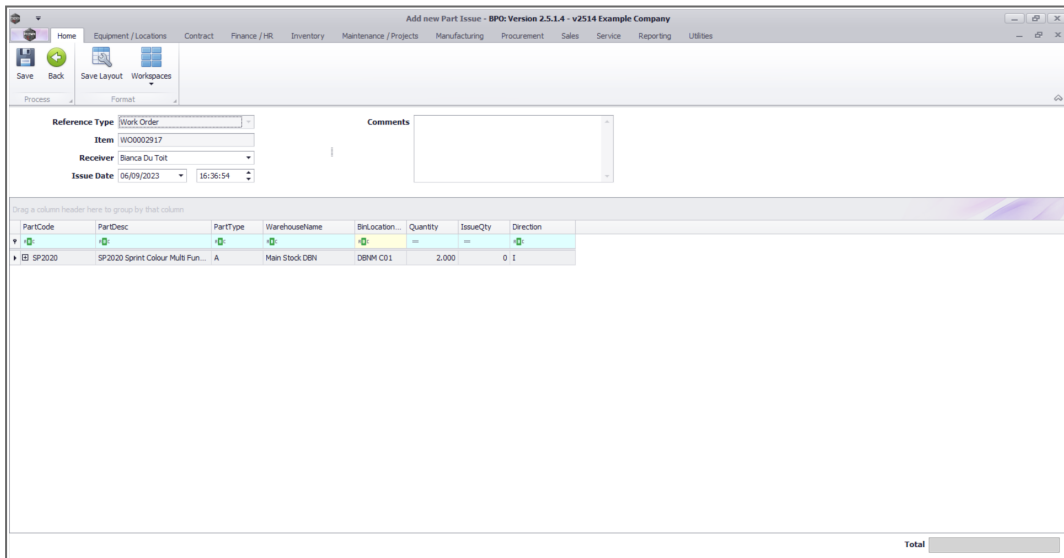 Add new Part Issue - BPO: Version 2.5.1.4 - v2514 Example Company
Home Equipment / Locations Contract Finance / HR Inventory Maintenance / Projects Manufacturing Procurement Sales Service Reporting Utilities
Save Back Save Layout Workspaces
Process Format
Reference Type Work Order Comments
Item WO0002917
Receiver Bianca Du Toit
Issue Date 06/09/2023 16:36:54
Drag a column header here to group by that column
PartCode PartDesc PartType WarehouseName BinLocation... Quantity IssueQty Direction
= =
SP2020 SP2020 Sprint Colour Multi Fun... A Main Stock DBN DBNM C01 2.000 0 I
Total